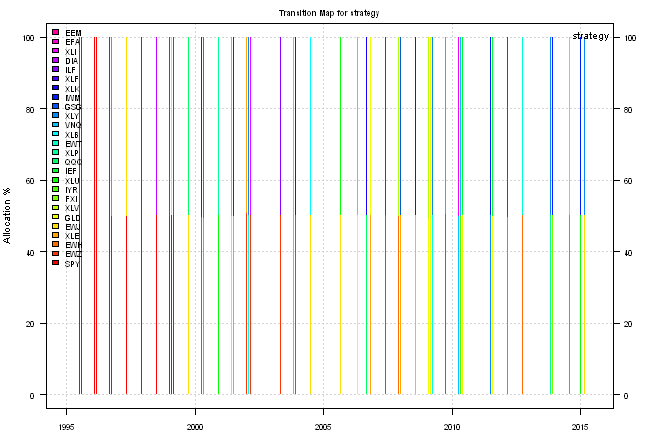 Transition Map for strategy
strategy
EEM
EFA
XLI
DIA
ILF
XLF
XLK
IWM
GSG
XLY
VNQ
XLB
EWT
XLP
QQQ
IEF
XLU
IYR
FXI
XLV
GLD
EWJ
XLE
EWH
EWZ
SPY
Allocation %
100 100
80 80
60 60
40 40
20 20
0 0
1995 2000 2005 2010 2015